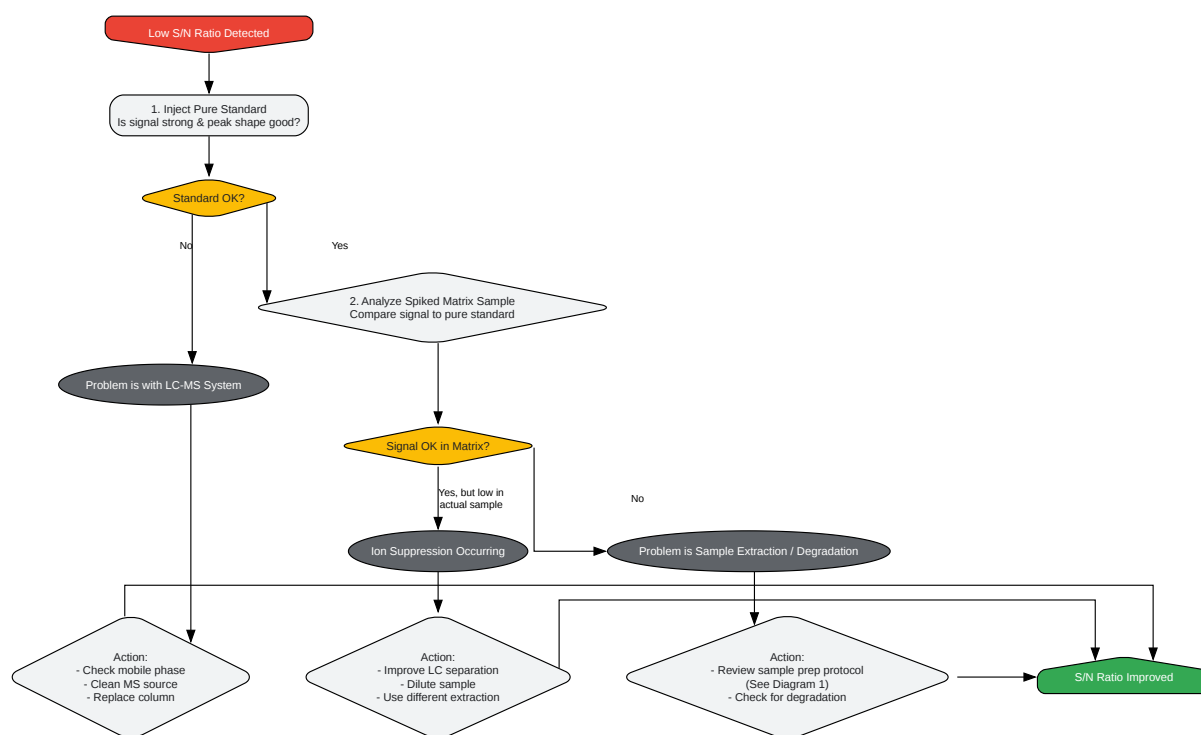 Low S/N Ratio Detected
1. Inject Pure Standard
Is signal strong & peak shape good?
Standard OK?
No
Yes
2. Analyze Spiked Matrix Sample
Compare signal to pure standard
Problem is with LC-MS System
Signal OK in Matrix?
Yes, but low in
actual sample
No
Ion Suppression Occurring
Problem is Sample Extraction / Degradation
Action:
- Check mobile phase
- Clean MS source
- Replace column
Action:
- Improve LC separation
- Dilute sample
- Use different extraction
Action:
- Review sample prep protocol
(See Diagram 1)
- Check for degradation
S/N Ratio Improved